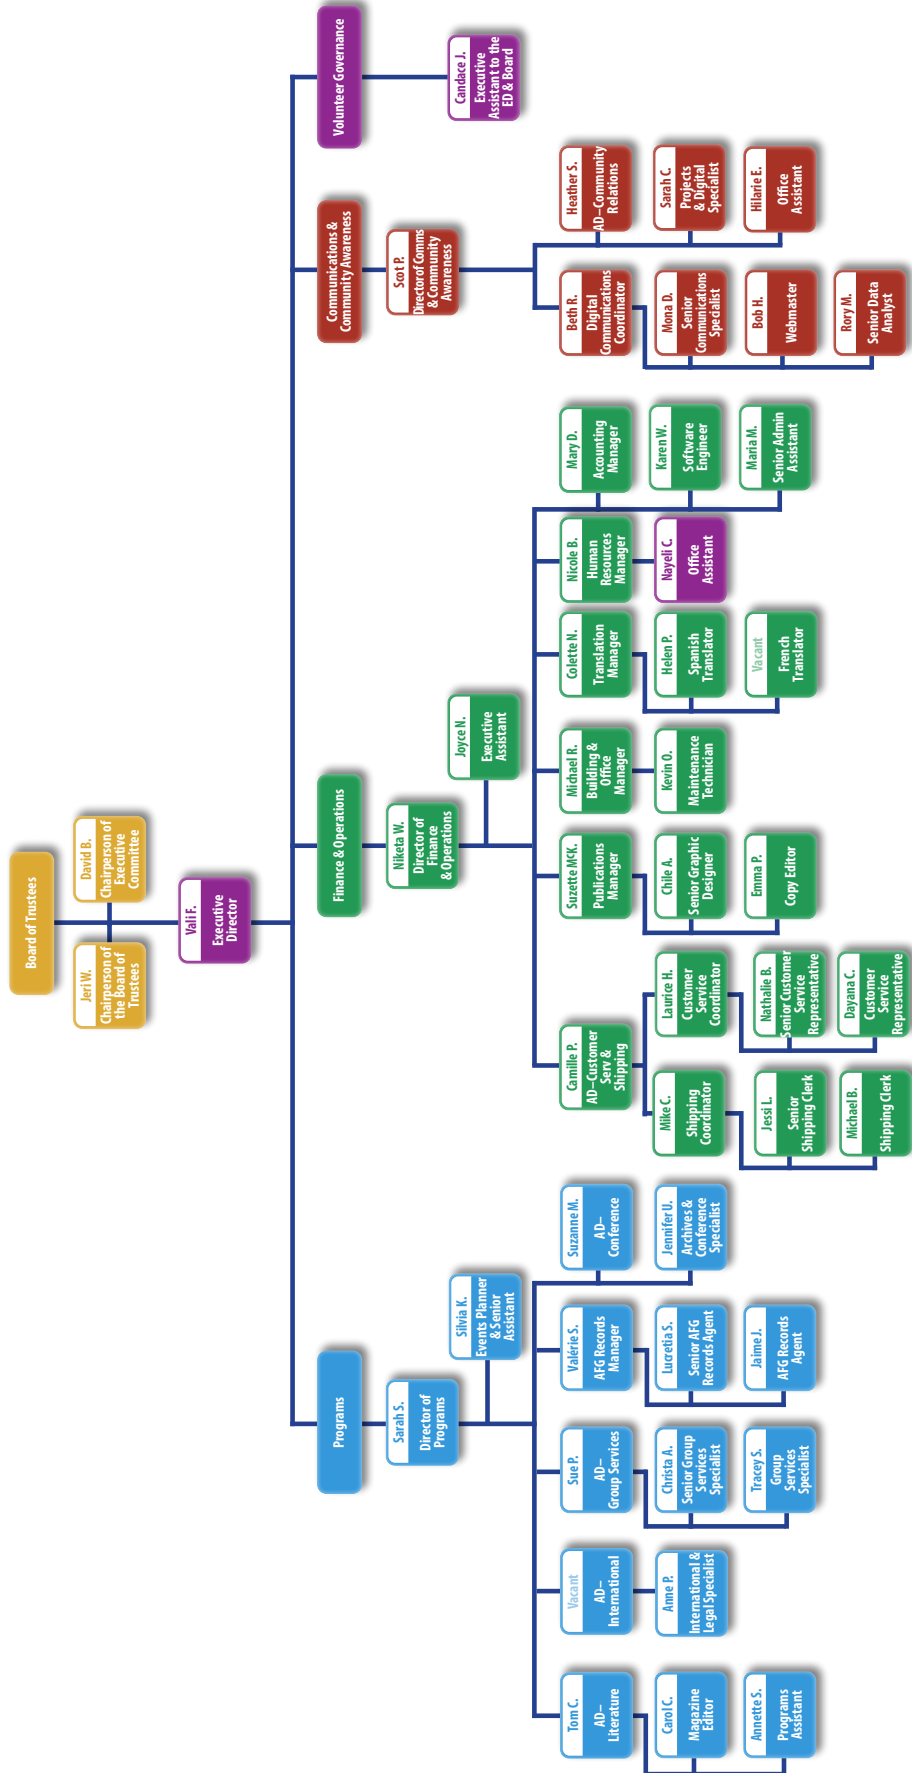 Board of Trustees
Jeri W.
Chairperson of
the Board of
Trustees
David B.
Chairperson of
Executive
Committee
Vali F.
Executive
Director
Programs
Finance & Operations
Communications &
Community Awareness
Volunteer Governance
Sarah S.
Director of
Programs
Niketa W.
Director of
Finance
& Operations
Scot P.
Director of Comms
& Community
Awareness
Silvia K.
Events Planner
& Senior
Assistant
Joyce N.
Executive
Assistant
Candace J.
Executive
Assistant to the
ED & Board
Tom C.
AD–
Literature
Carol C.
Magazine
Editor
Annette S.
Programs
Assistant
Vacant
AD–
International
Anne P.
International &
Legal Specialist
Sue P.
AD–
Group Services
Christa A.
Senior Group
Services
Specialist
Tracey S.
Group
Services
Specialist
Valérie S.
AFG Records
Manager
Lucretia S.
Senior AFG
Records Agent
Jaime J.
AFG Records
Agent
Suzanne M.
AD–
Conference
Jennifer U.
Archives &
Conference
Specialist
Camille P.
AD–Customer
Serv &
Shipping
Mike C.
Shipping
Coordinator
Jessi L.
Senior
Shipping Clerk
Michael B.
Shipping Clerk
Laurice H.
Customer
Service
Coordinator
Nathalie B.
Senior Customer
Service
Representative
Dayana C.
Customer
Service
Representative
Suzette McK.
Publications
Manager
Chile A.
Senior Graphic
Designer
Emma P.
Copy Editor
Michael R.
Building &
Office
Manager
Kevin O.
Maintenance
Technician
Colette N.
Translation
Manager
Helen P.
Spanish
Translator
Vacant
French
Translator
Nicole B.
Human
Resources
Manager
Nayeli C.
Office
Assistant
Mary D.
Accounting
Manager
Karen W.
Software
Engineer
Maria M.
Senior Admin
Assistant
Beth R.
Digital
Communications
Coordinator
Mona D.
Senior
Communications
Specialist
Bob H.
Webmaster
Rory M.
Senior Data
Analyst
Heather S.
AD–Community
Relations
Sarah C.
Projects
& Digital
Specialist
Hilarie E.
Office
Assistant